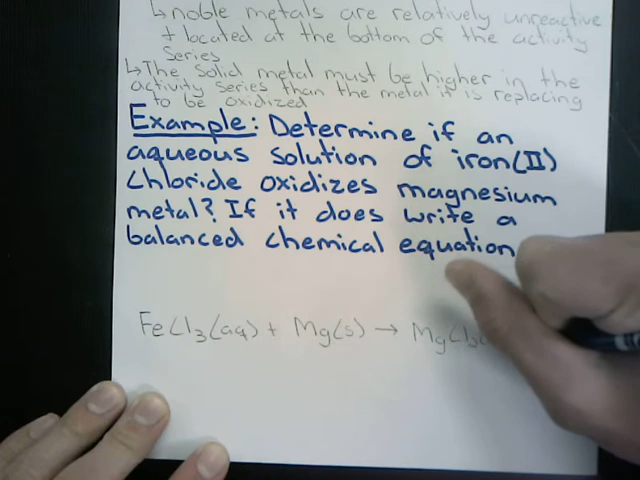 ↳noble metals are relatively unreactive
+ located at the bottom of the activity
Series
↳The solid metal must be higher in the
activity series than the metal it is replacing
to be oxidized
Example: Determine if an
aqueous solution of iron(II)
chloride oxidizes magnesium
metal? If it does write a
balanced chemical equation
FeCl₃(aq) + Mg(s) → MgCl₃